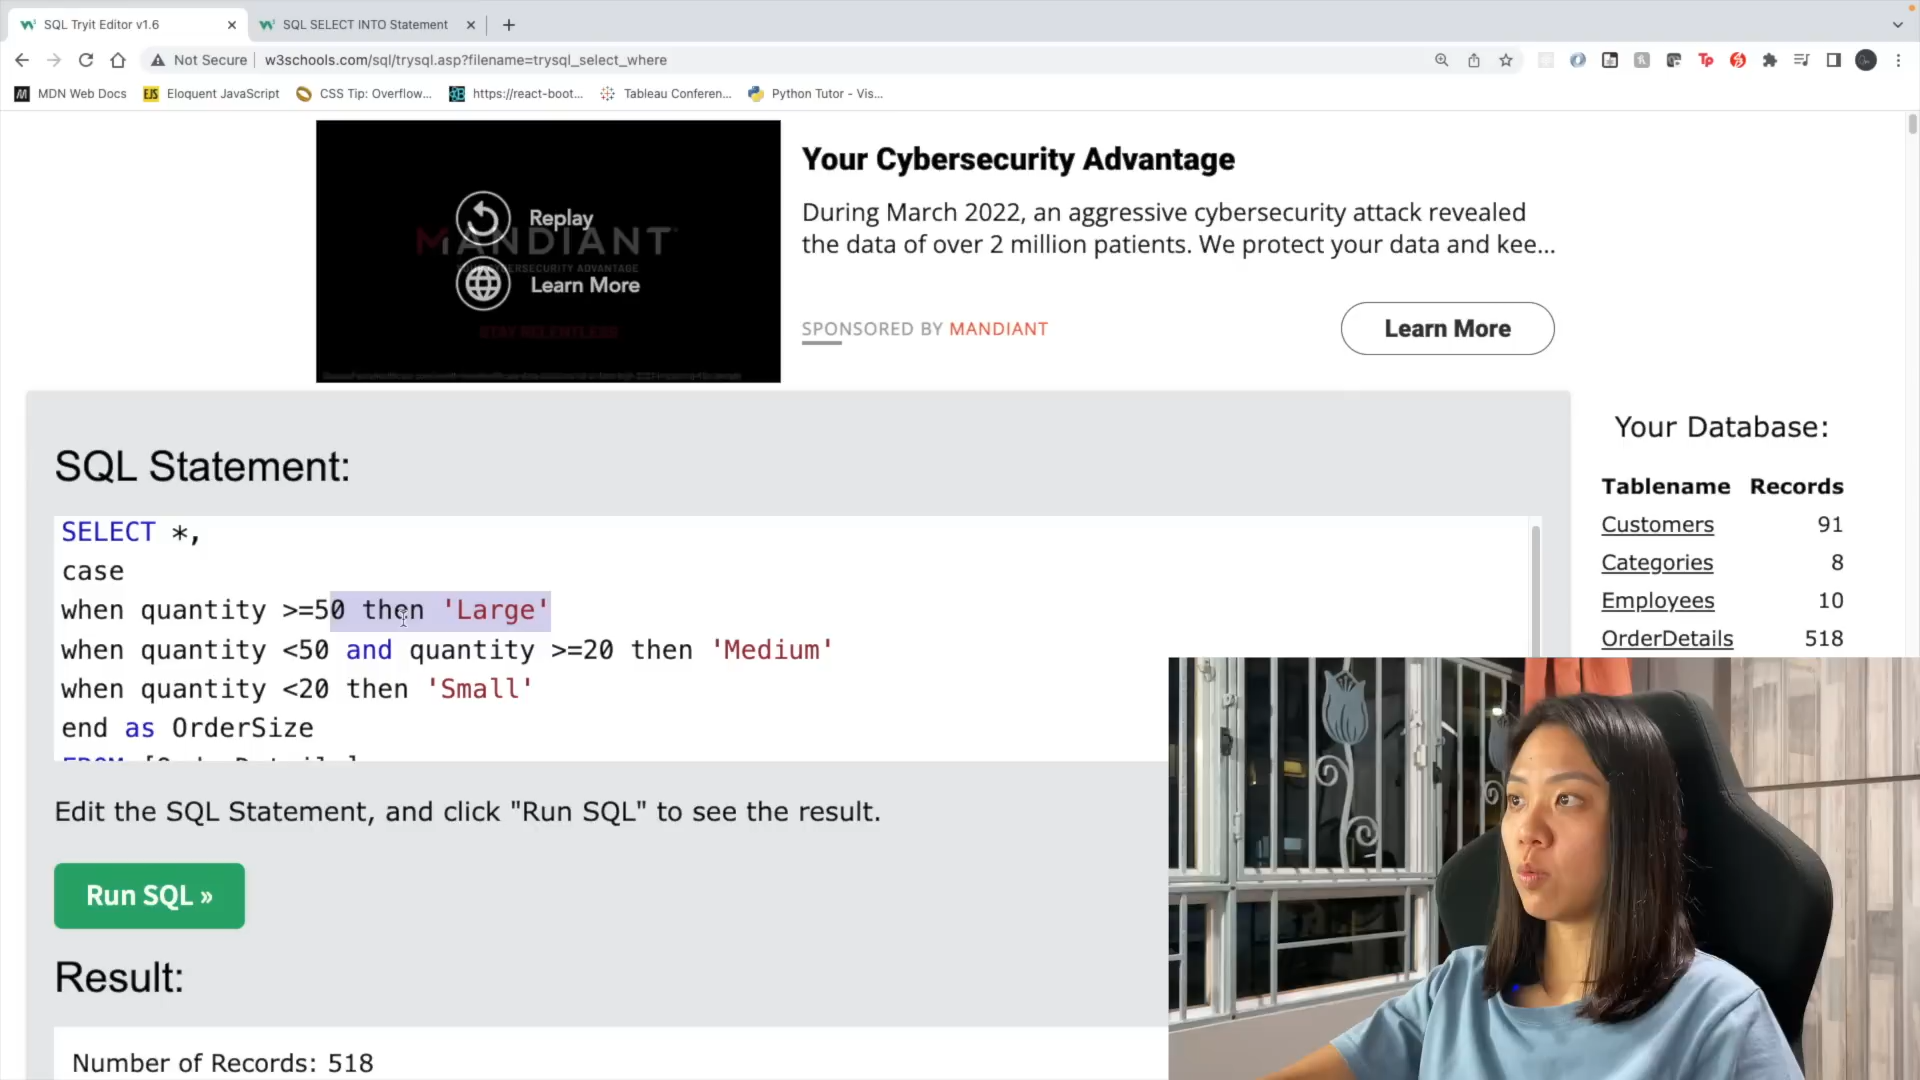 SQL Tryit Editor v1.6
SQL SELECT INTO Statement
Not Secure
w3schools.com/sql/trysql.asp?filename=trysql_select_where
MDN Web Docs
Eloquent JavaScript
CSS Tip: Overflow...
https://react-boot...
Tableau Conferen...
Python Tutor - Vis...
Replay
MANDIANT
Learn More
STAY RELENTLESS
Your Cybersecurity Advantage
During March 2022, an aggressive cybersecurity attack revealed
the data of over 2 million patients. We protect your data and kee...
SPONSORED BY MANDIANT
Learn More
SQL Statement:
SELECT *,
case
when quantity >=50 then 'Large'
when quantity <50 and quantity >=20 then 'Medium'
when quantity <20 then 'Small'
end as OrderSize
FROM [OrderDetails]
Edit the SQL Statement, and click "Run SQL" to see the result.
Run SQL »
Result:
Number of Records: 518
Your Database:
Tablename Records
Customers 91
Categories 8
Employees 10
OrderDetails 518